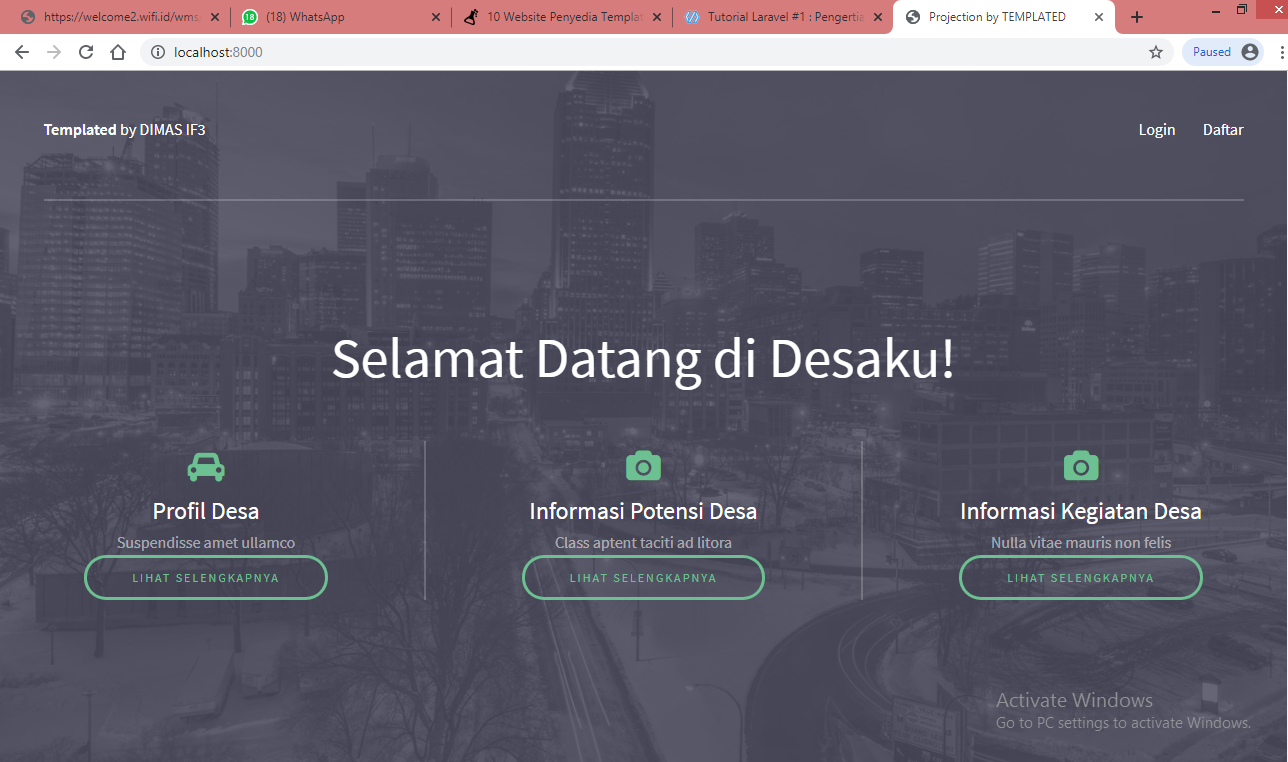 https://welcome2.wifi.id/wms
(18) WhatsApp
10 Website Penyedia Templat
Tutorial Laravel #1 : Pengertia
Projection by TEMPLATED
localhost:8000
Paused
Templated by DIMAS IF3
Login
Daftar
Selamat Datang di Desaku!
Profil Desa
Informasi Potensi Desa
Informasi Kegiatan Desa
Suspendisse amet ullamco
Class aptent taciti ad litora
Nulla vitae mauris non felis
LIHAT SELENGKAPNYA
LIHAT SELENGKAPNYA
LIHAT SELENGKAPNYA
Activate Windows
Go to PC settings to activate Windows.